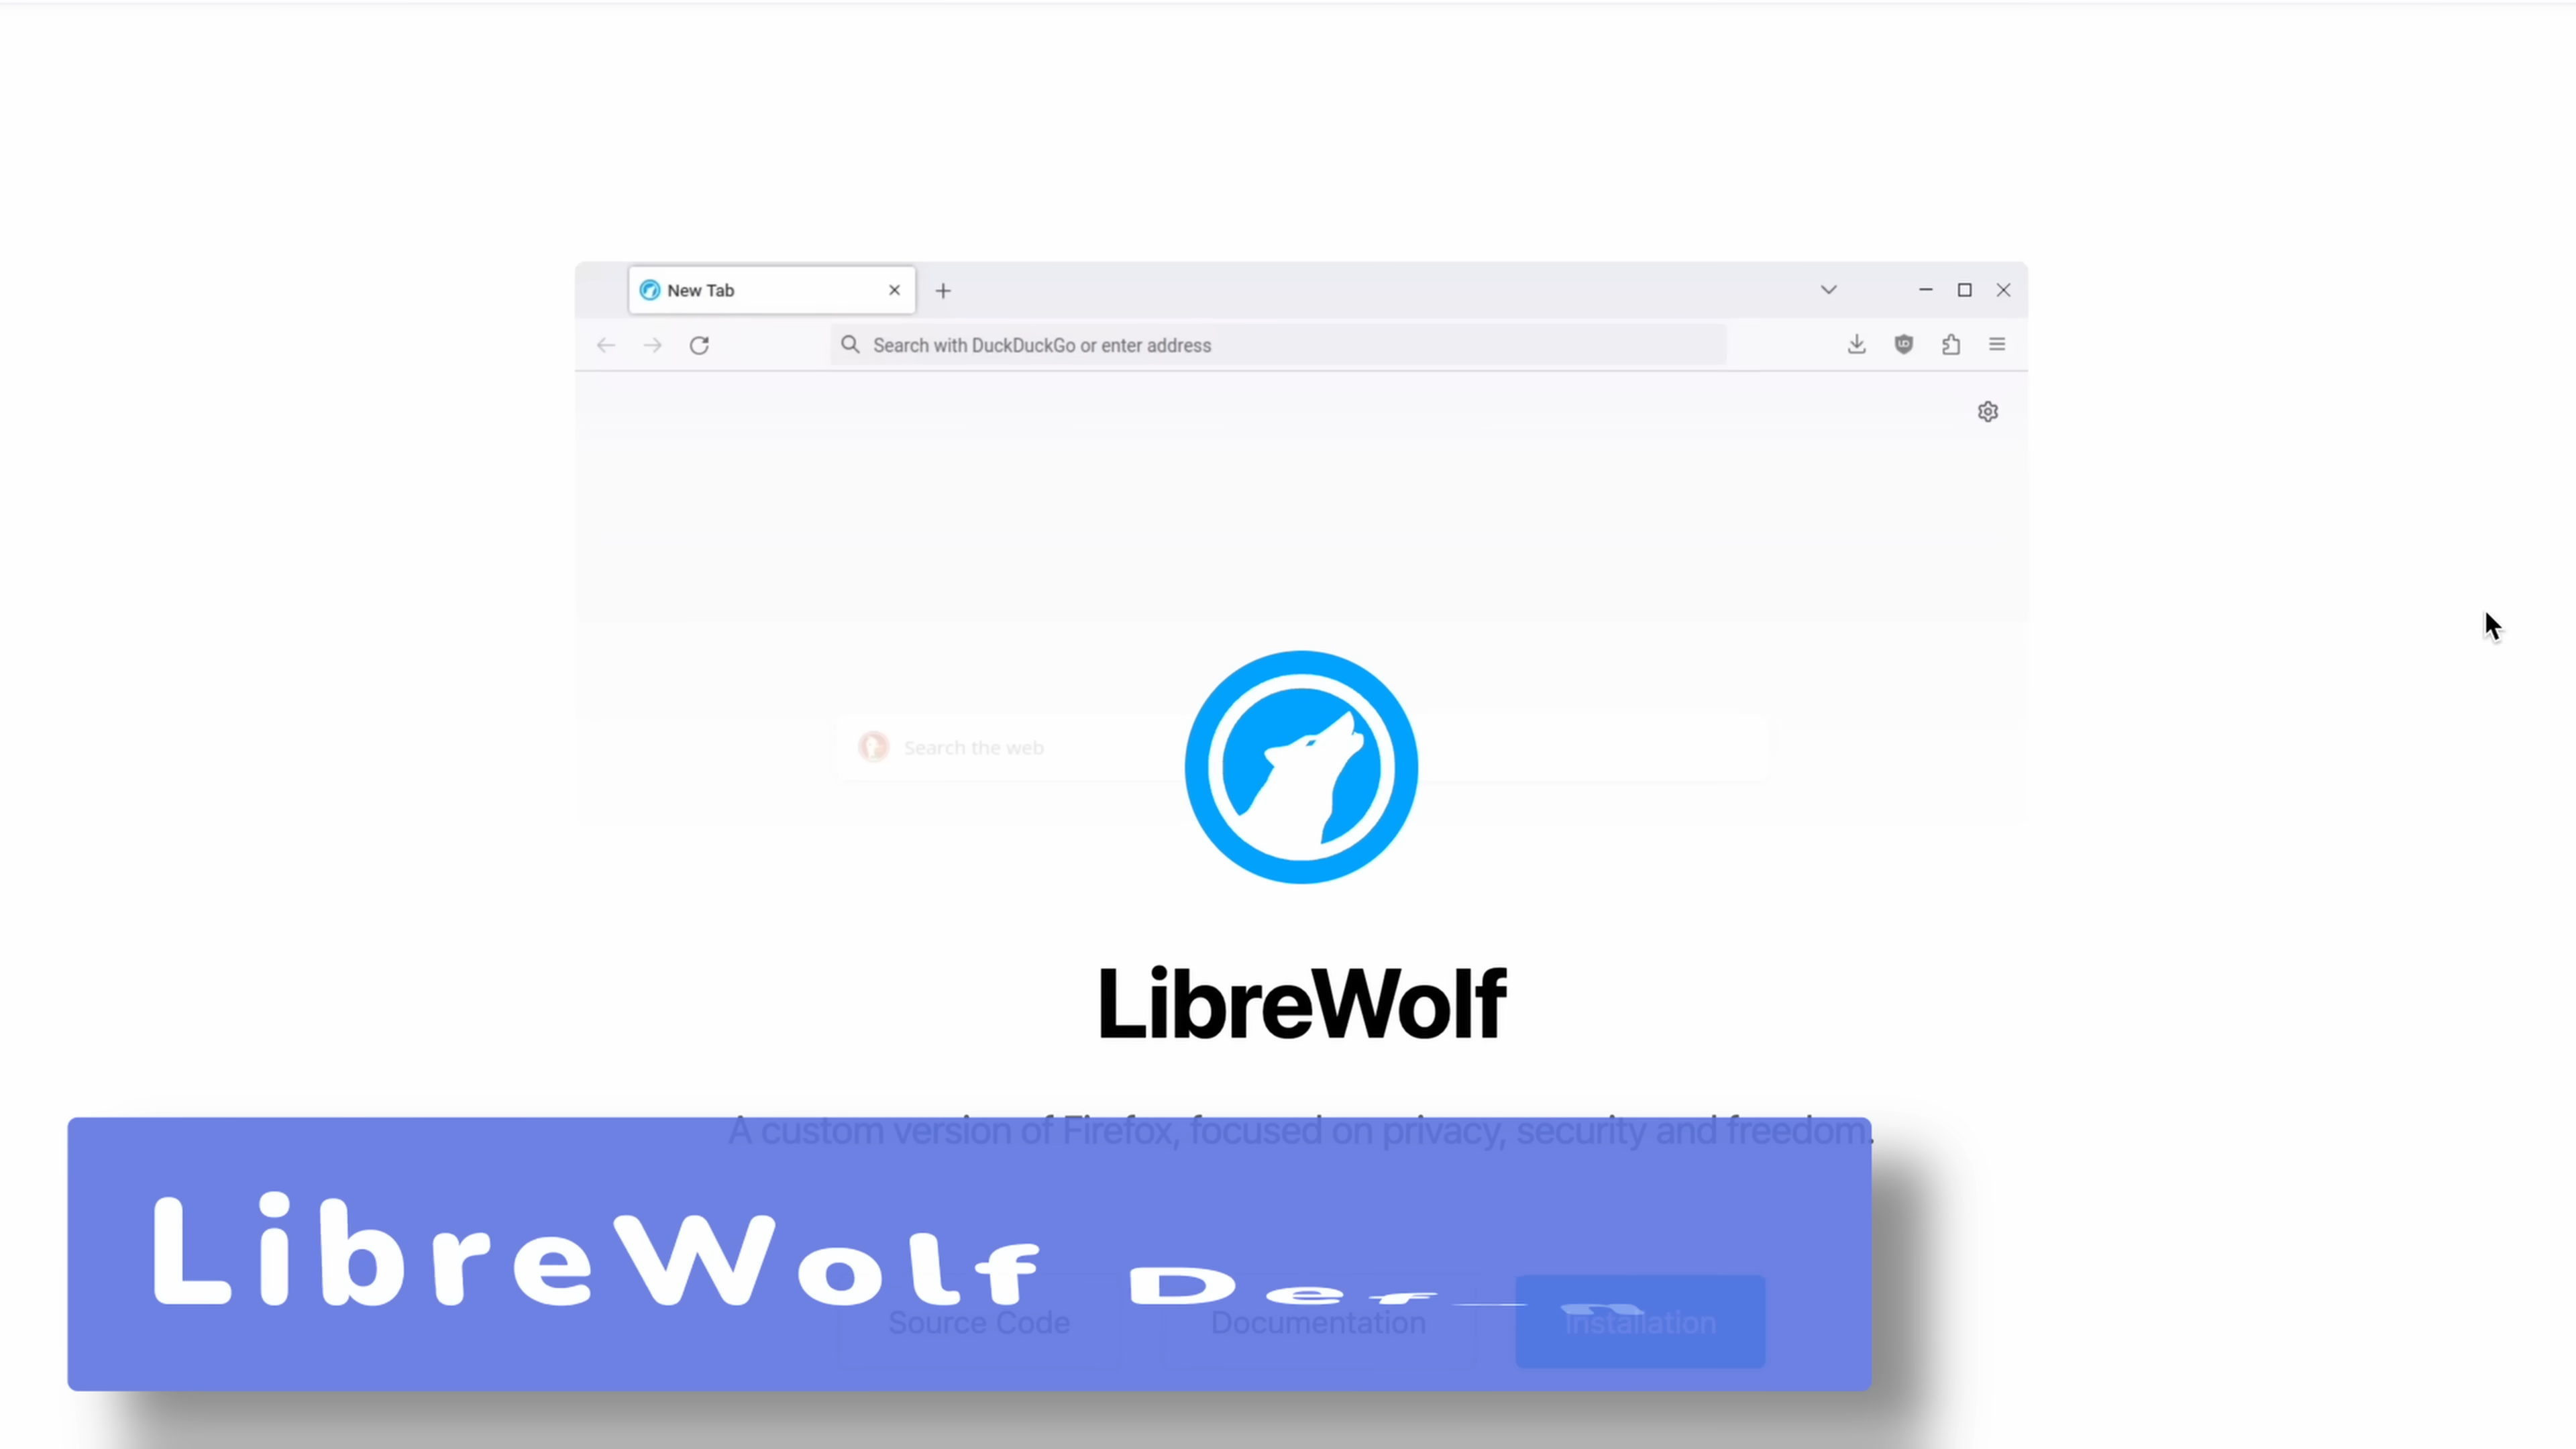 New Tab
Search with DuckDuckGo or enter address
Search the web
LibreWolf
A custom version of Firefox, focused on privacy, security and freedom.
LibreWolf
Source Code
Documentation
Installation